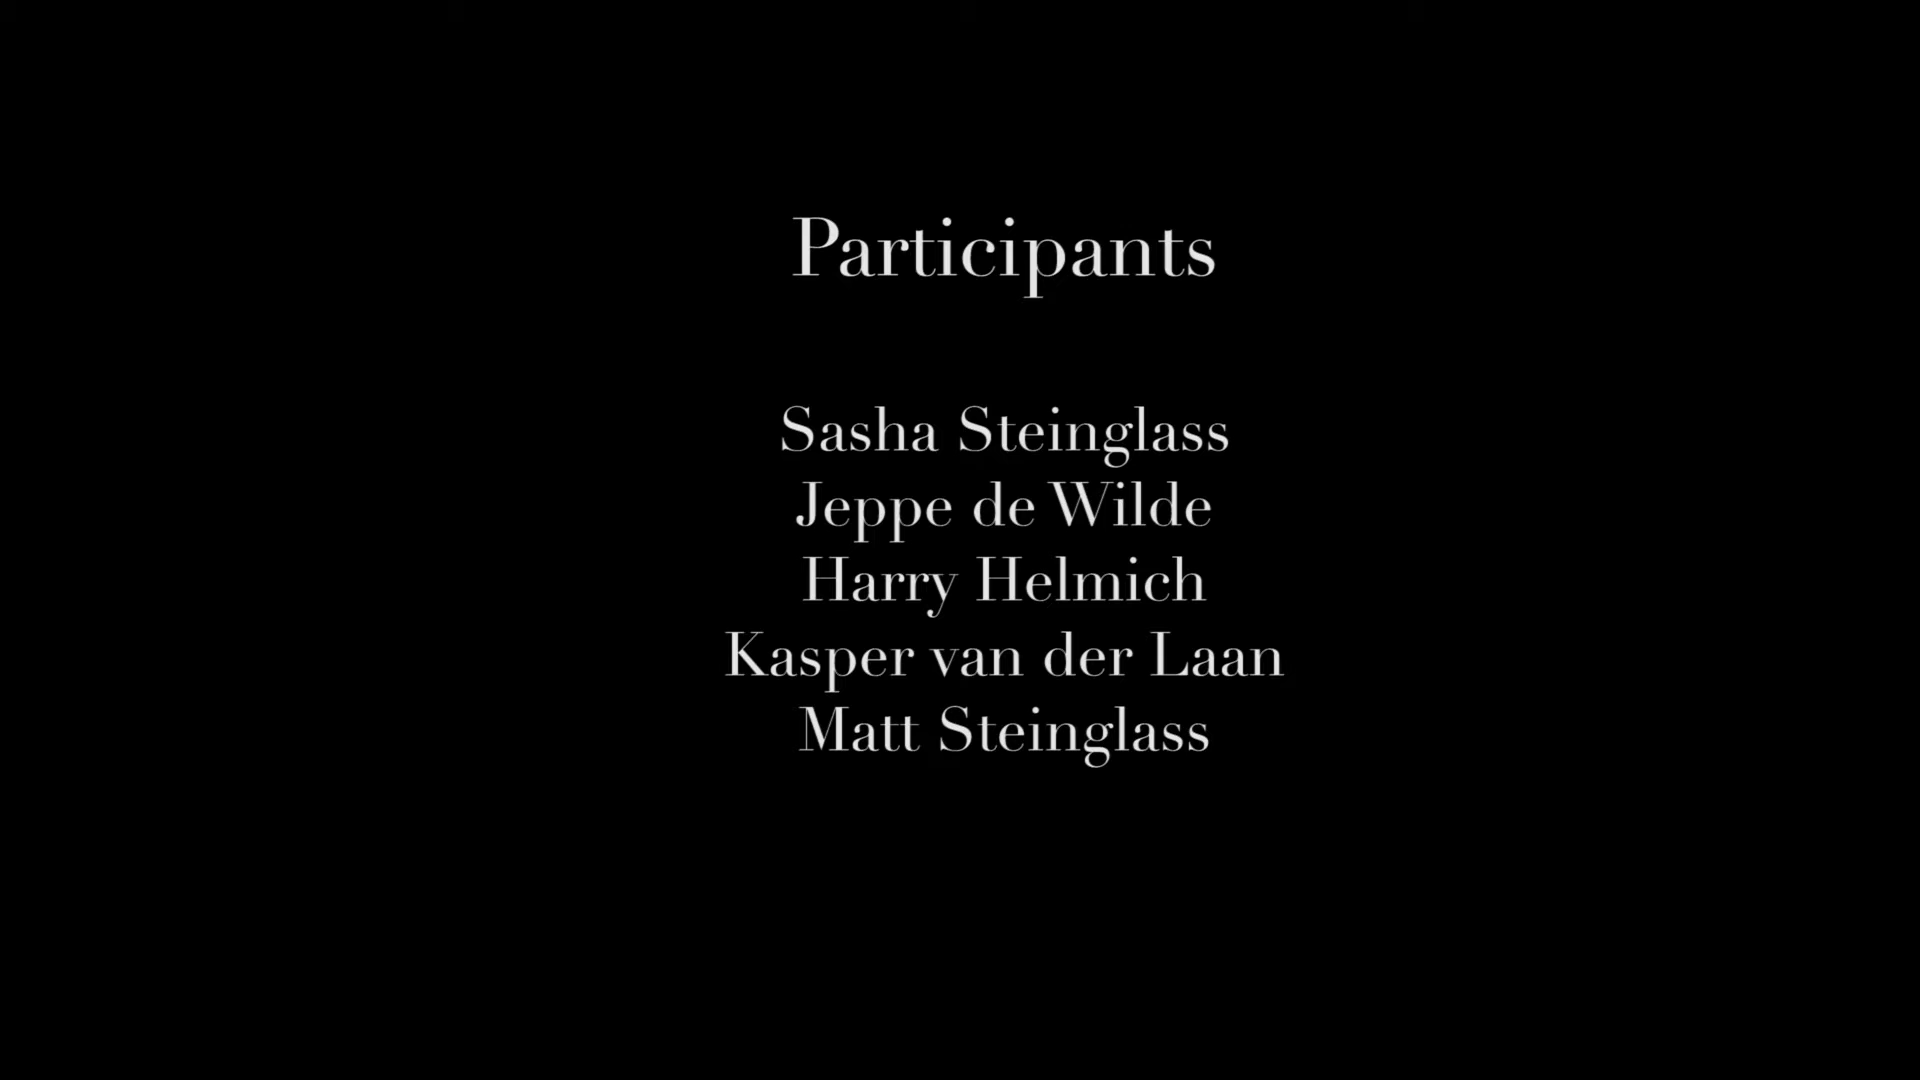 Participants
Sasha Steinglass
Jeppe de Wilde
Harry Helmich
Kasper van der Laan
Matt Steinglass